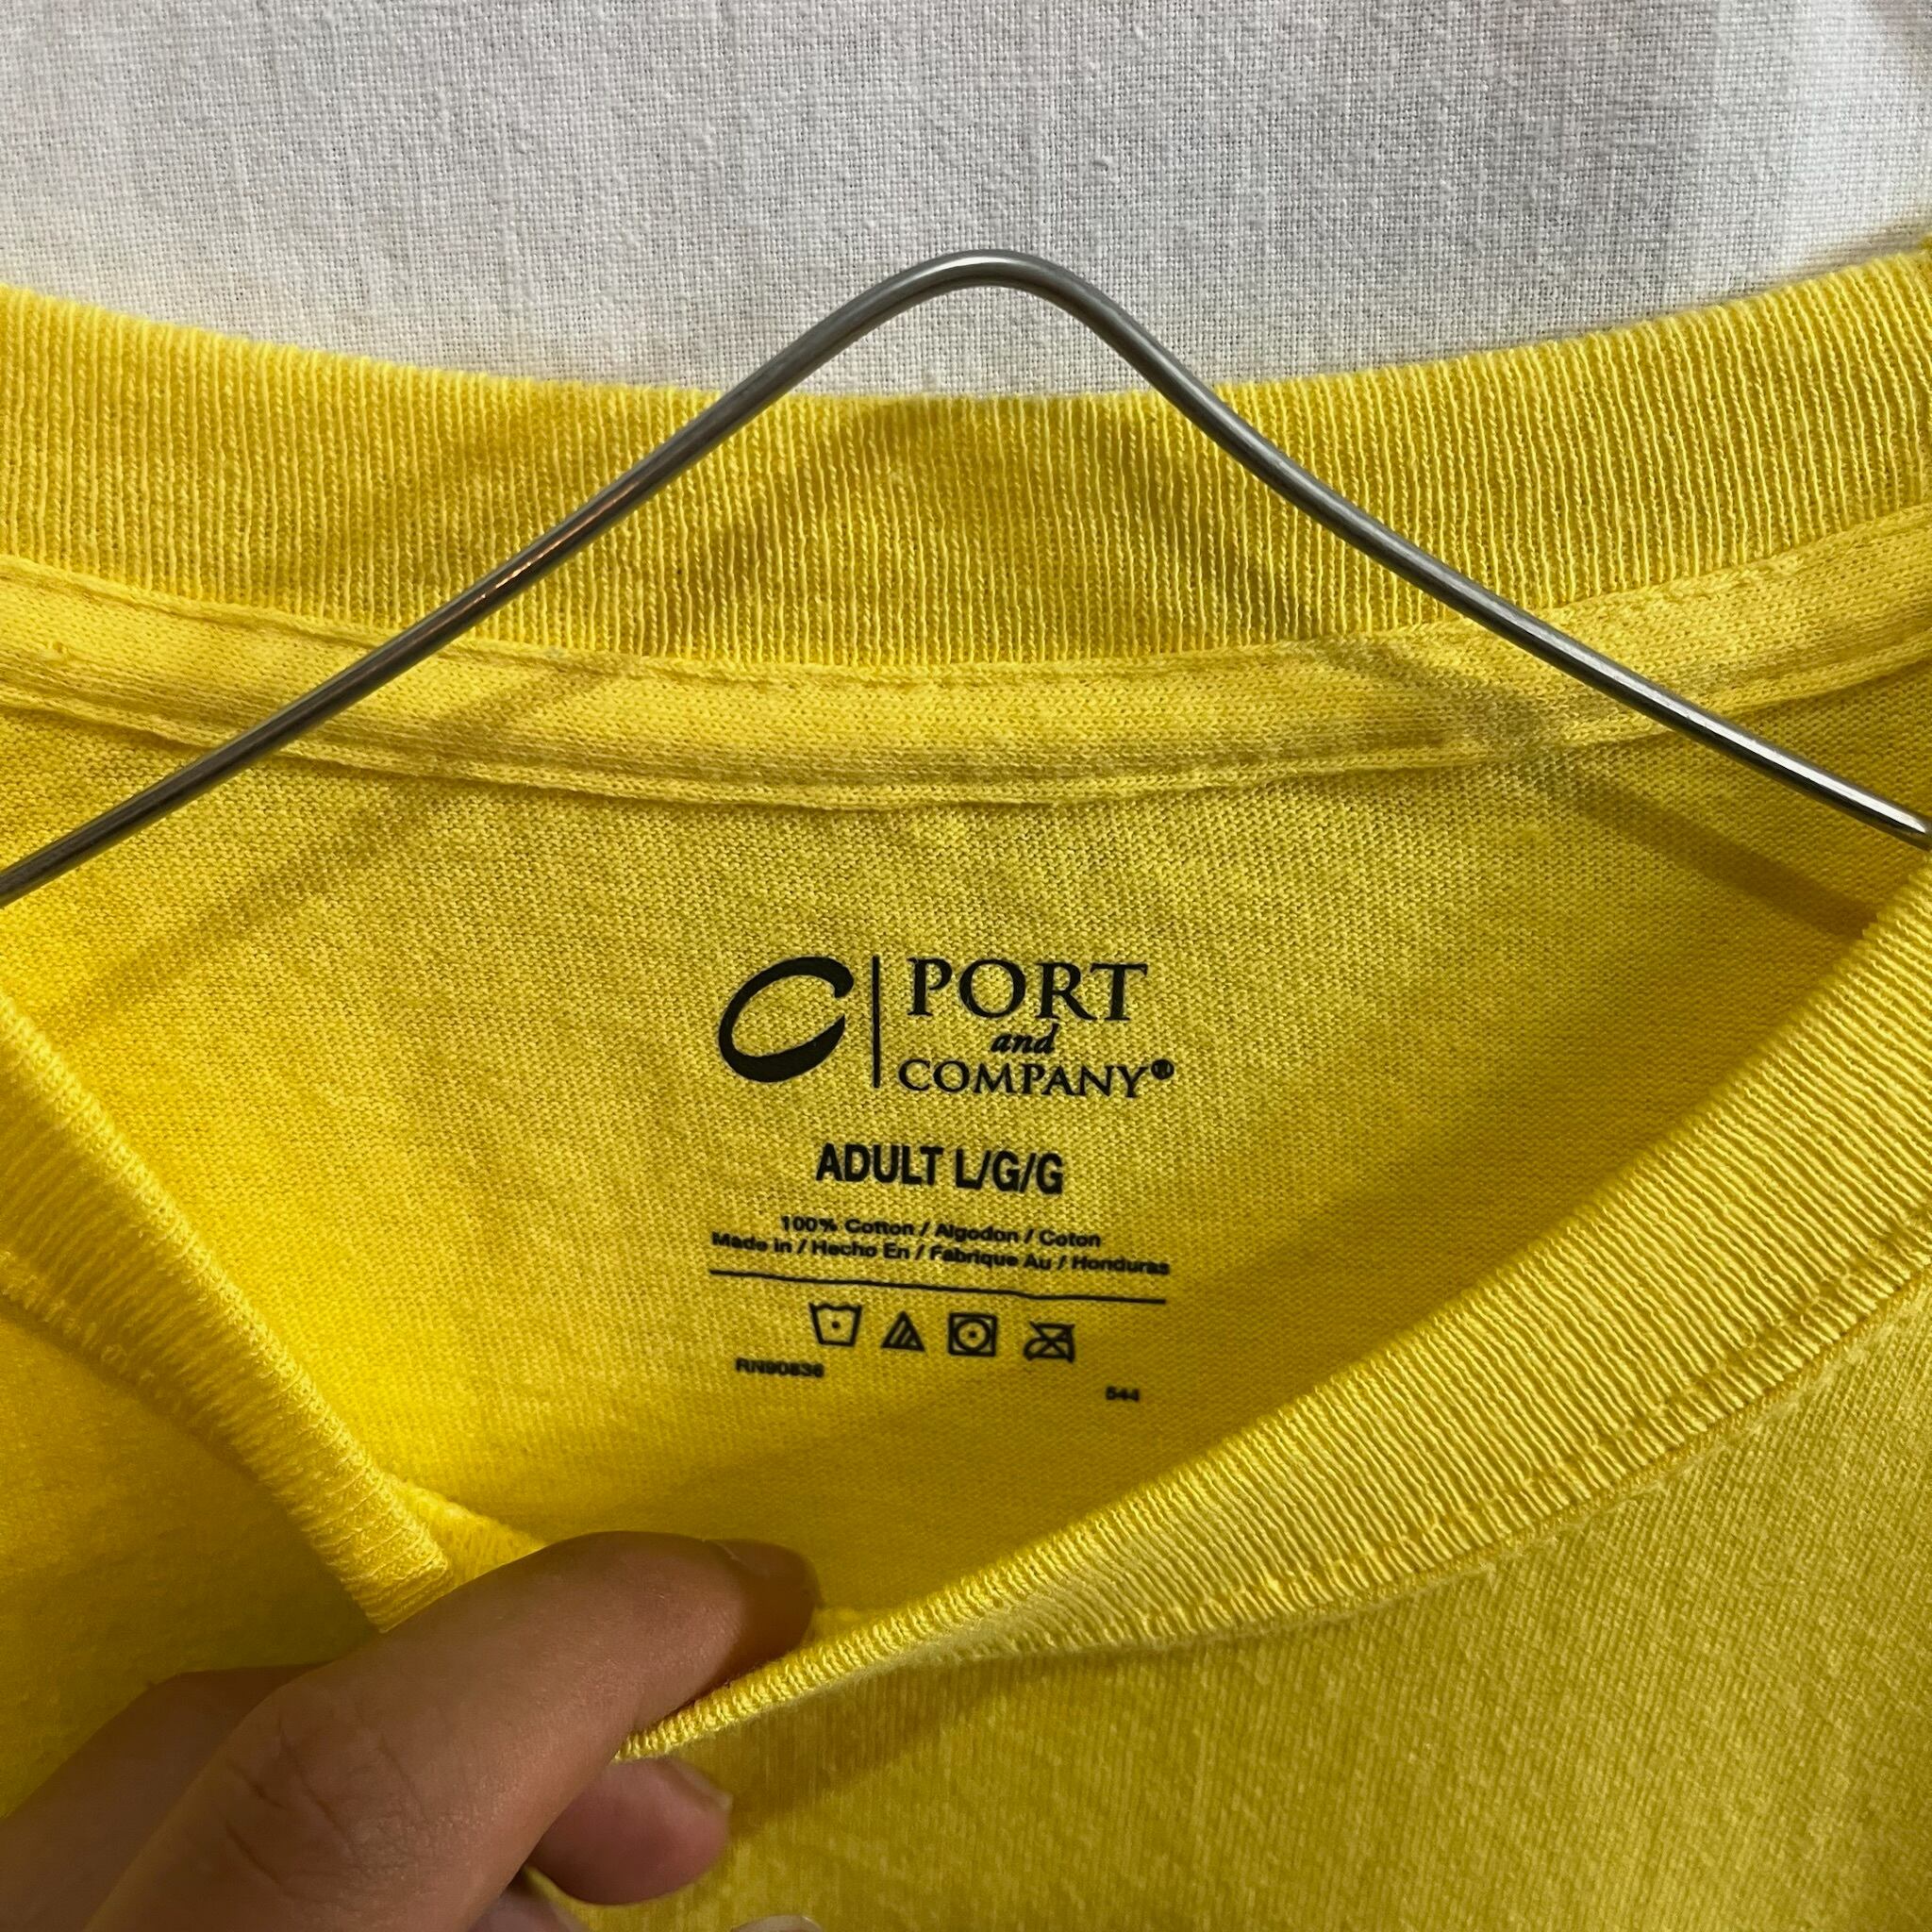 PORT
and
COMPANY®
ADULT L/G/G
100% Cotton / Algodon / Coton
Made in / Hecho En / Fabrique Au / Honduras
RN90836
544